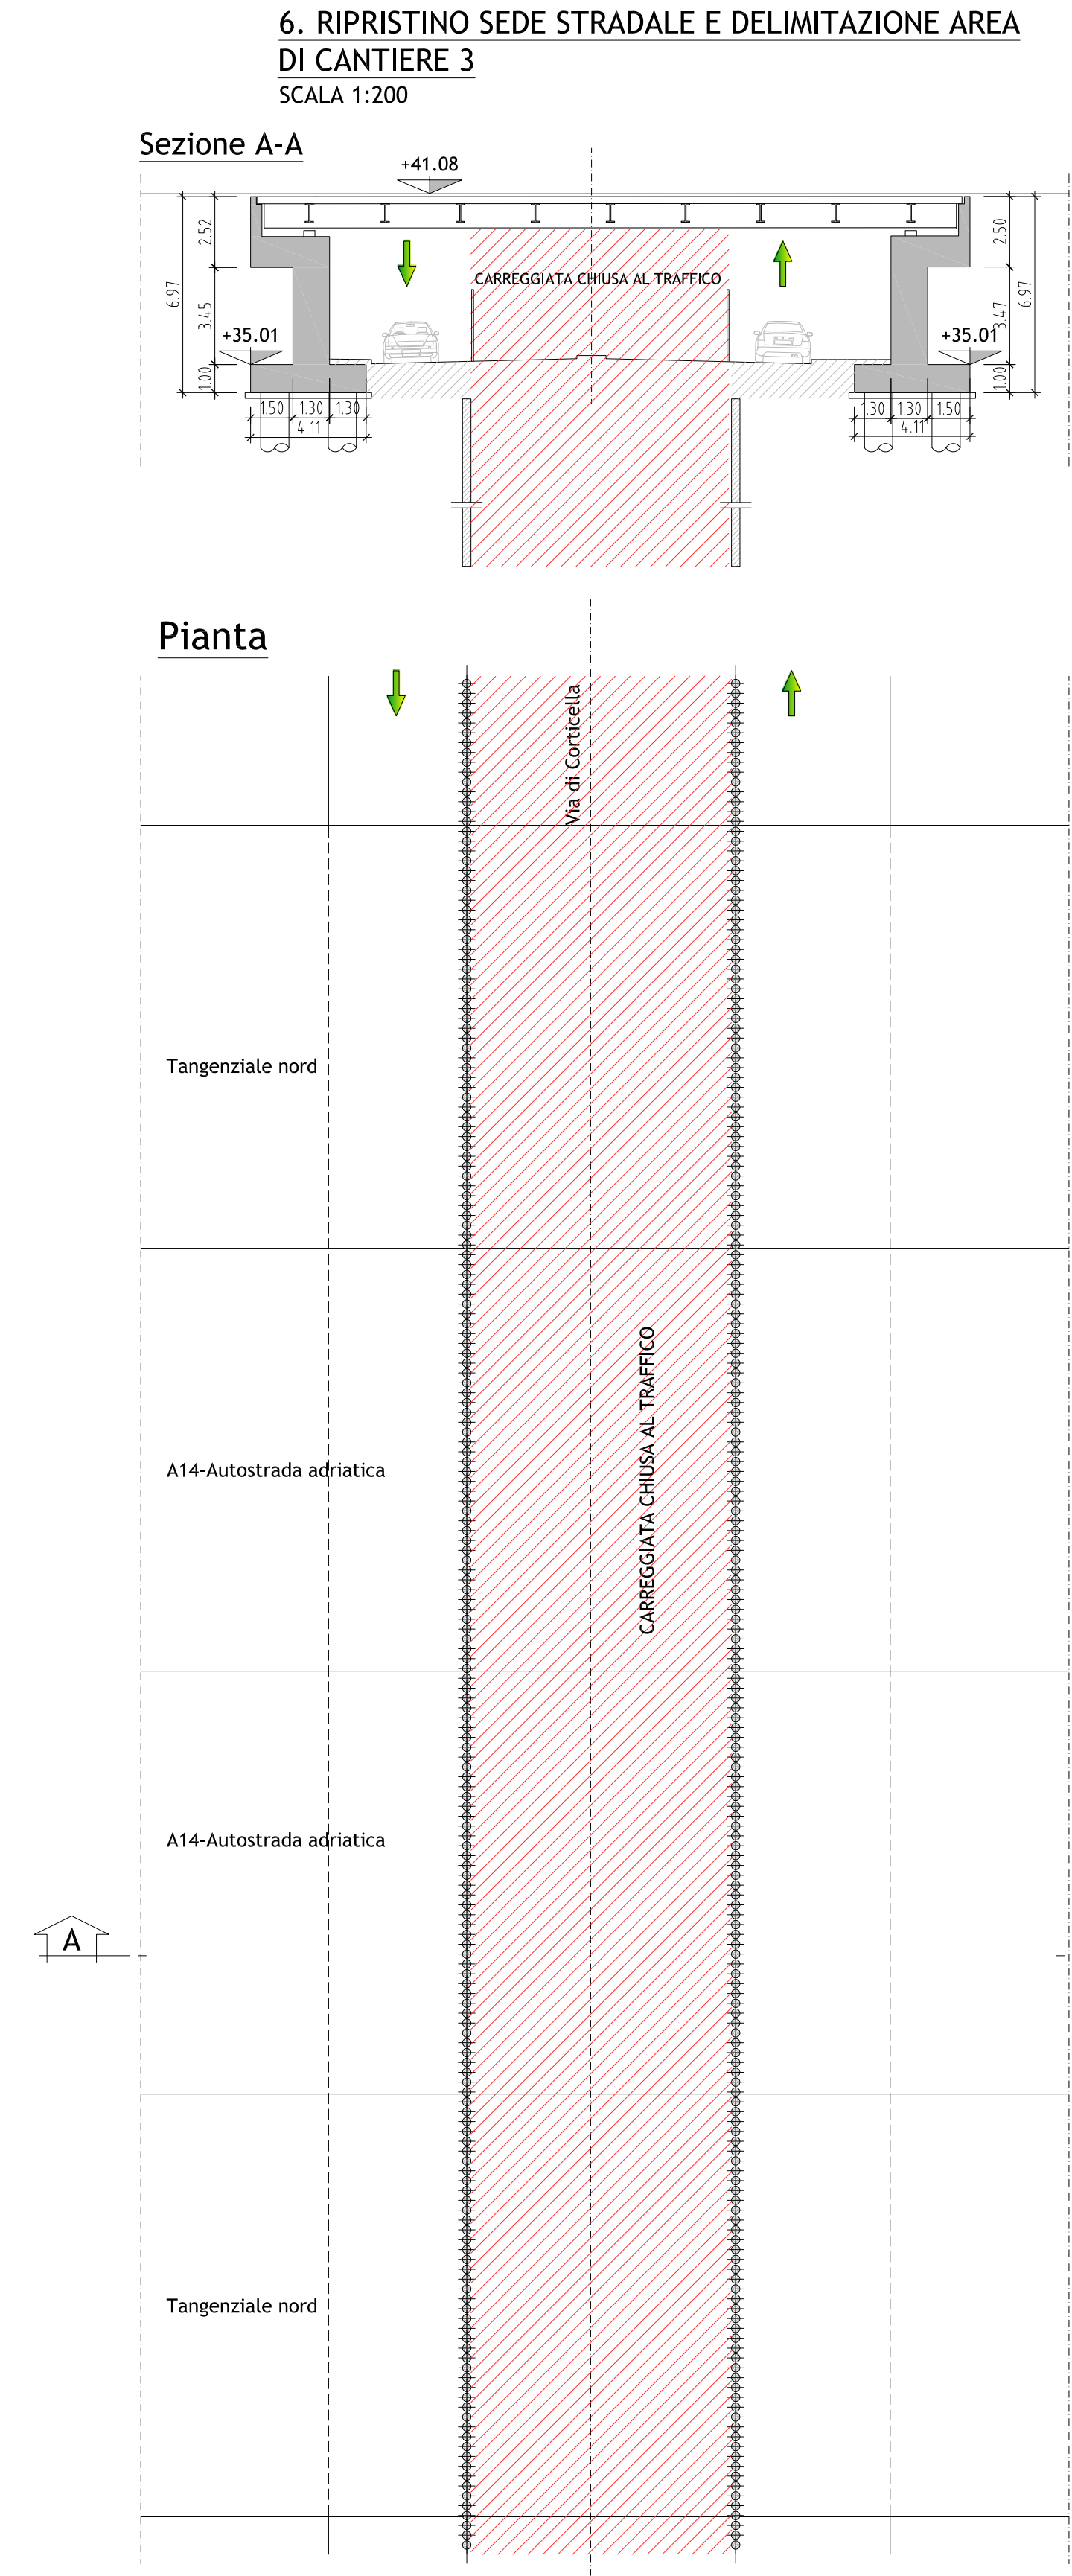 6. RIPRISTINO SEDE STRADALE E DELIMITAZIONE AREA
DI CANTIERE 3
SCALA 1:200
Sezione A-A
+41.08
2.52
3.45
1.00
6.97
2.50
3.47
1.00
6.97
CARREGGIATA CHIUSA AL TRAFFICO
+35.01
+35.01
1.50 1.30 1.30
4.11
1.30 1.30 1.50
4.11
Pianta
Via di Corticella
Tangenziale nord
CARREGGIATA CHIUSA AL TRAFFICO
A14-Autostrada adriatica
A14-Autostrada adriatica
A
Tangenziale nord